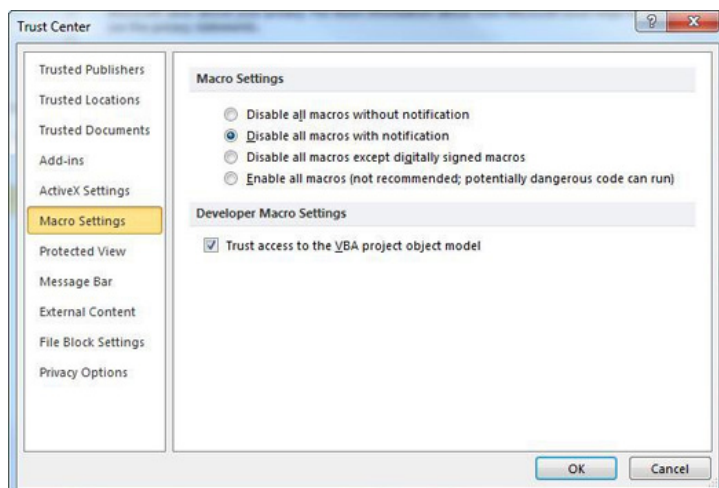 Trust Center
Trusted Publishers
Trusted Locations
Trusted Documents
Add-ins
ActiveX Settings
Macro Settings
Protected View
Message Bar
External Content
File Block Settings
Privacy Options
Macro Settings
Disable all macros without notification
Disable all macros with notification
Disable all macros except digitally signed macros
Enable all macros (not recommended; potentially dangerous code can run)
Developer Macro Settings
Trust access to the VBA project object model
OK
Cancel